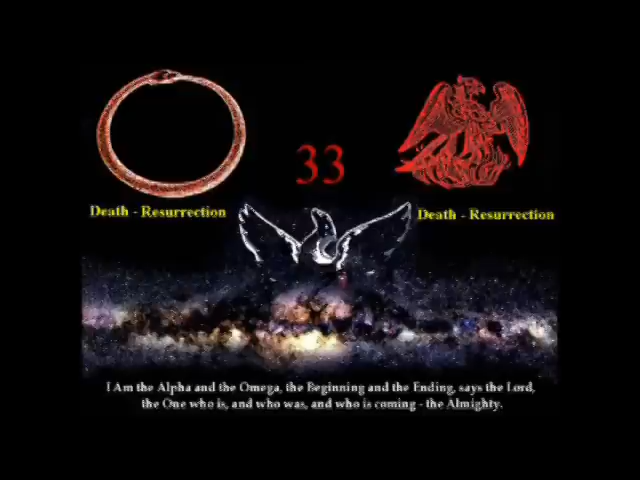 33
Death - Resurrection
Death - Resurrection
I Am the Alpha and the Omega, the Beginning and the Ending, says the Lord,
the One who is, and who was, and who is coming - the Almighty.